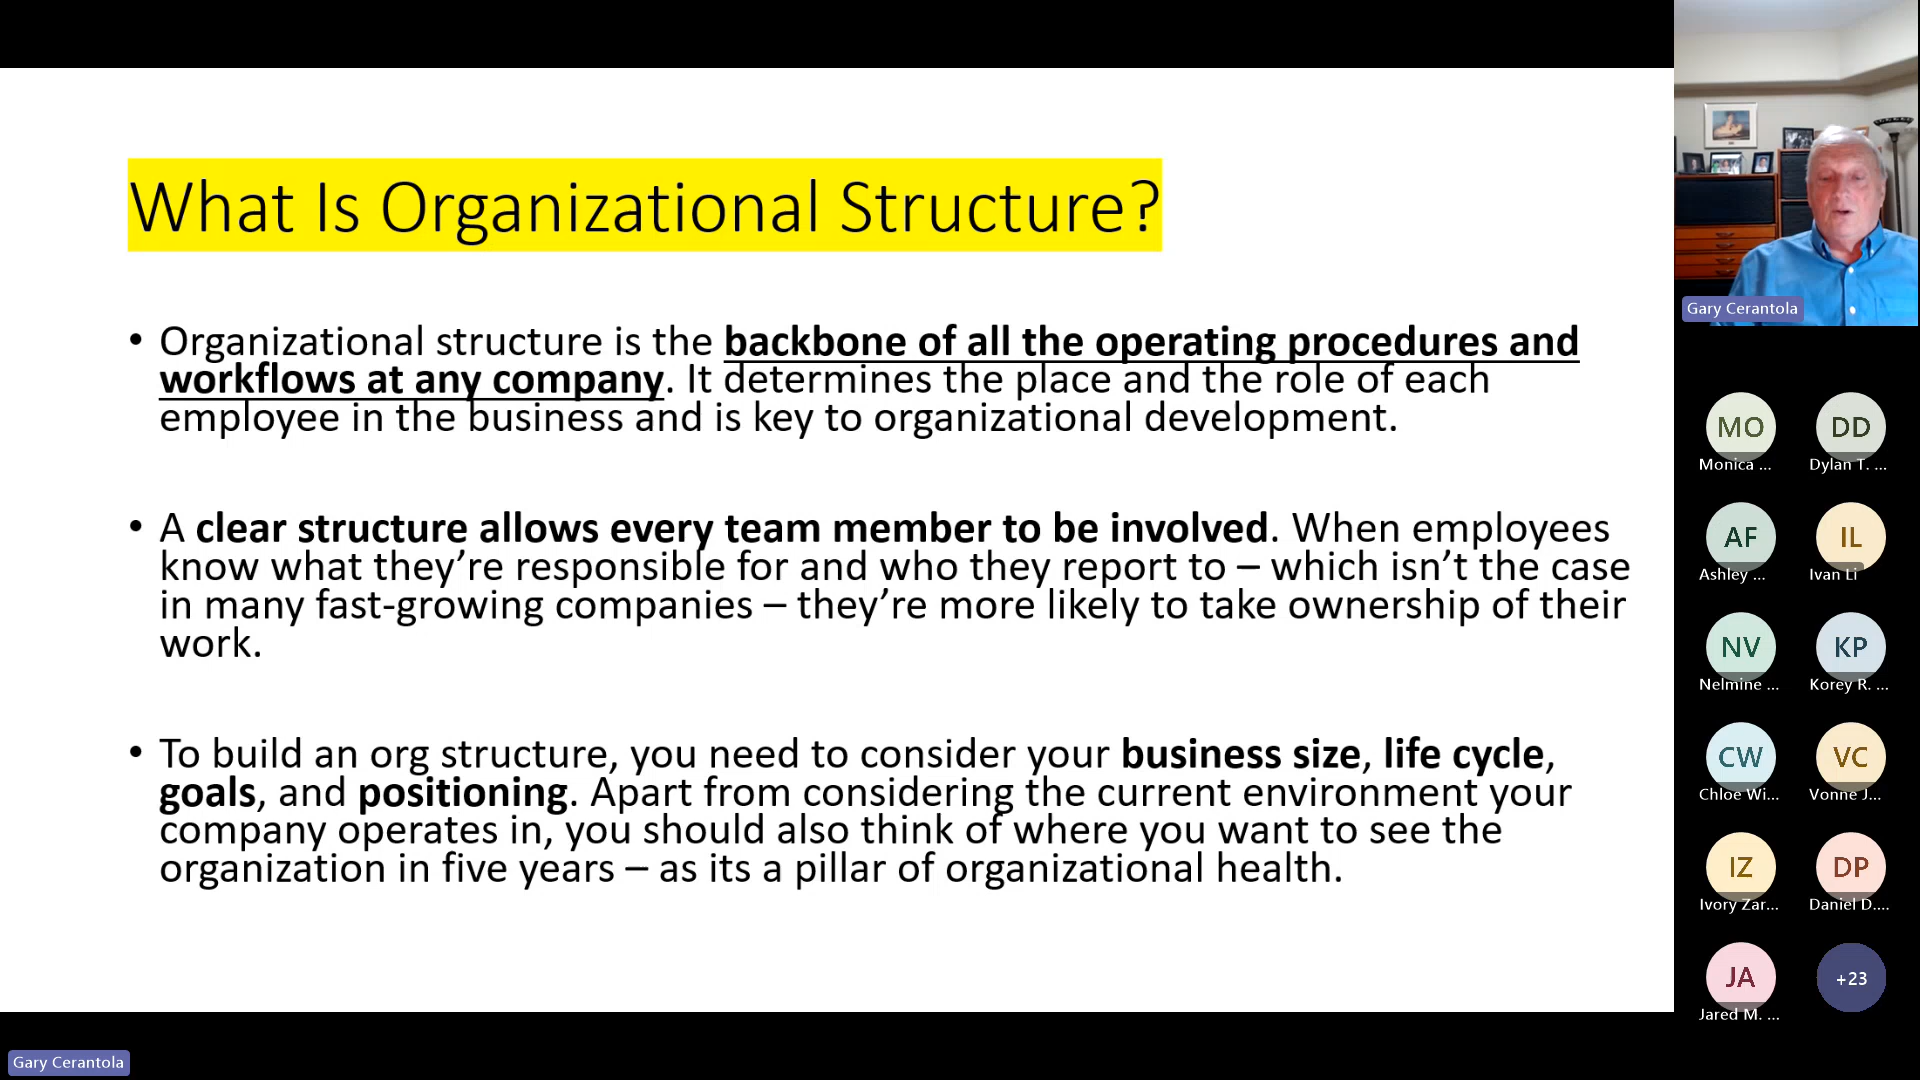 What Is Organizational Structure?
• Organizational structure is the backbone of all the operating procedures and
workflows at any company. It determines the place and the role of each
employee in the business and is key to organizational development.
• A clear structure allows every team member to be involved. When employees
know what they’re responsible for and who they report to – which isn’t the case
in many fast-growing companies – they’re more likely to take ownership of their
work.
• To build an org structure, you need to consider your business size, life cycle,
goals, and positioning. Apart from considering the current environment your
company operates in, you should also think of where you want to see the
organization in five years – as its a pillar of organizational health.
Gary Cerantola
Gary Cerantola
MO
Monica ...
DD
Dylan T. ...
AF
Ashley ...
IL
Ivan Li
NV
Nelmine ...
KP
Korey R. ...
CW
Chloe Wi...
VC
Vonne J...
IZ
Ivory Zar...
DP
Daniel D....
JA
Jared M. ...
+23